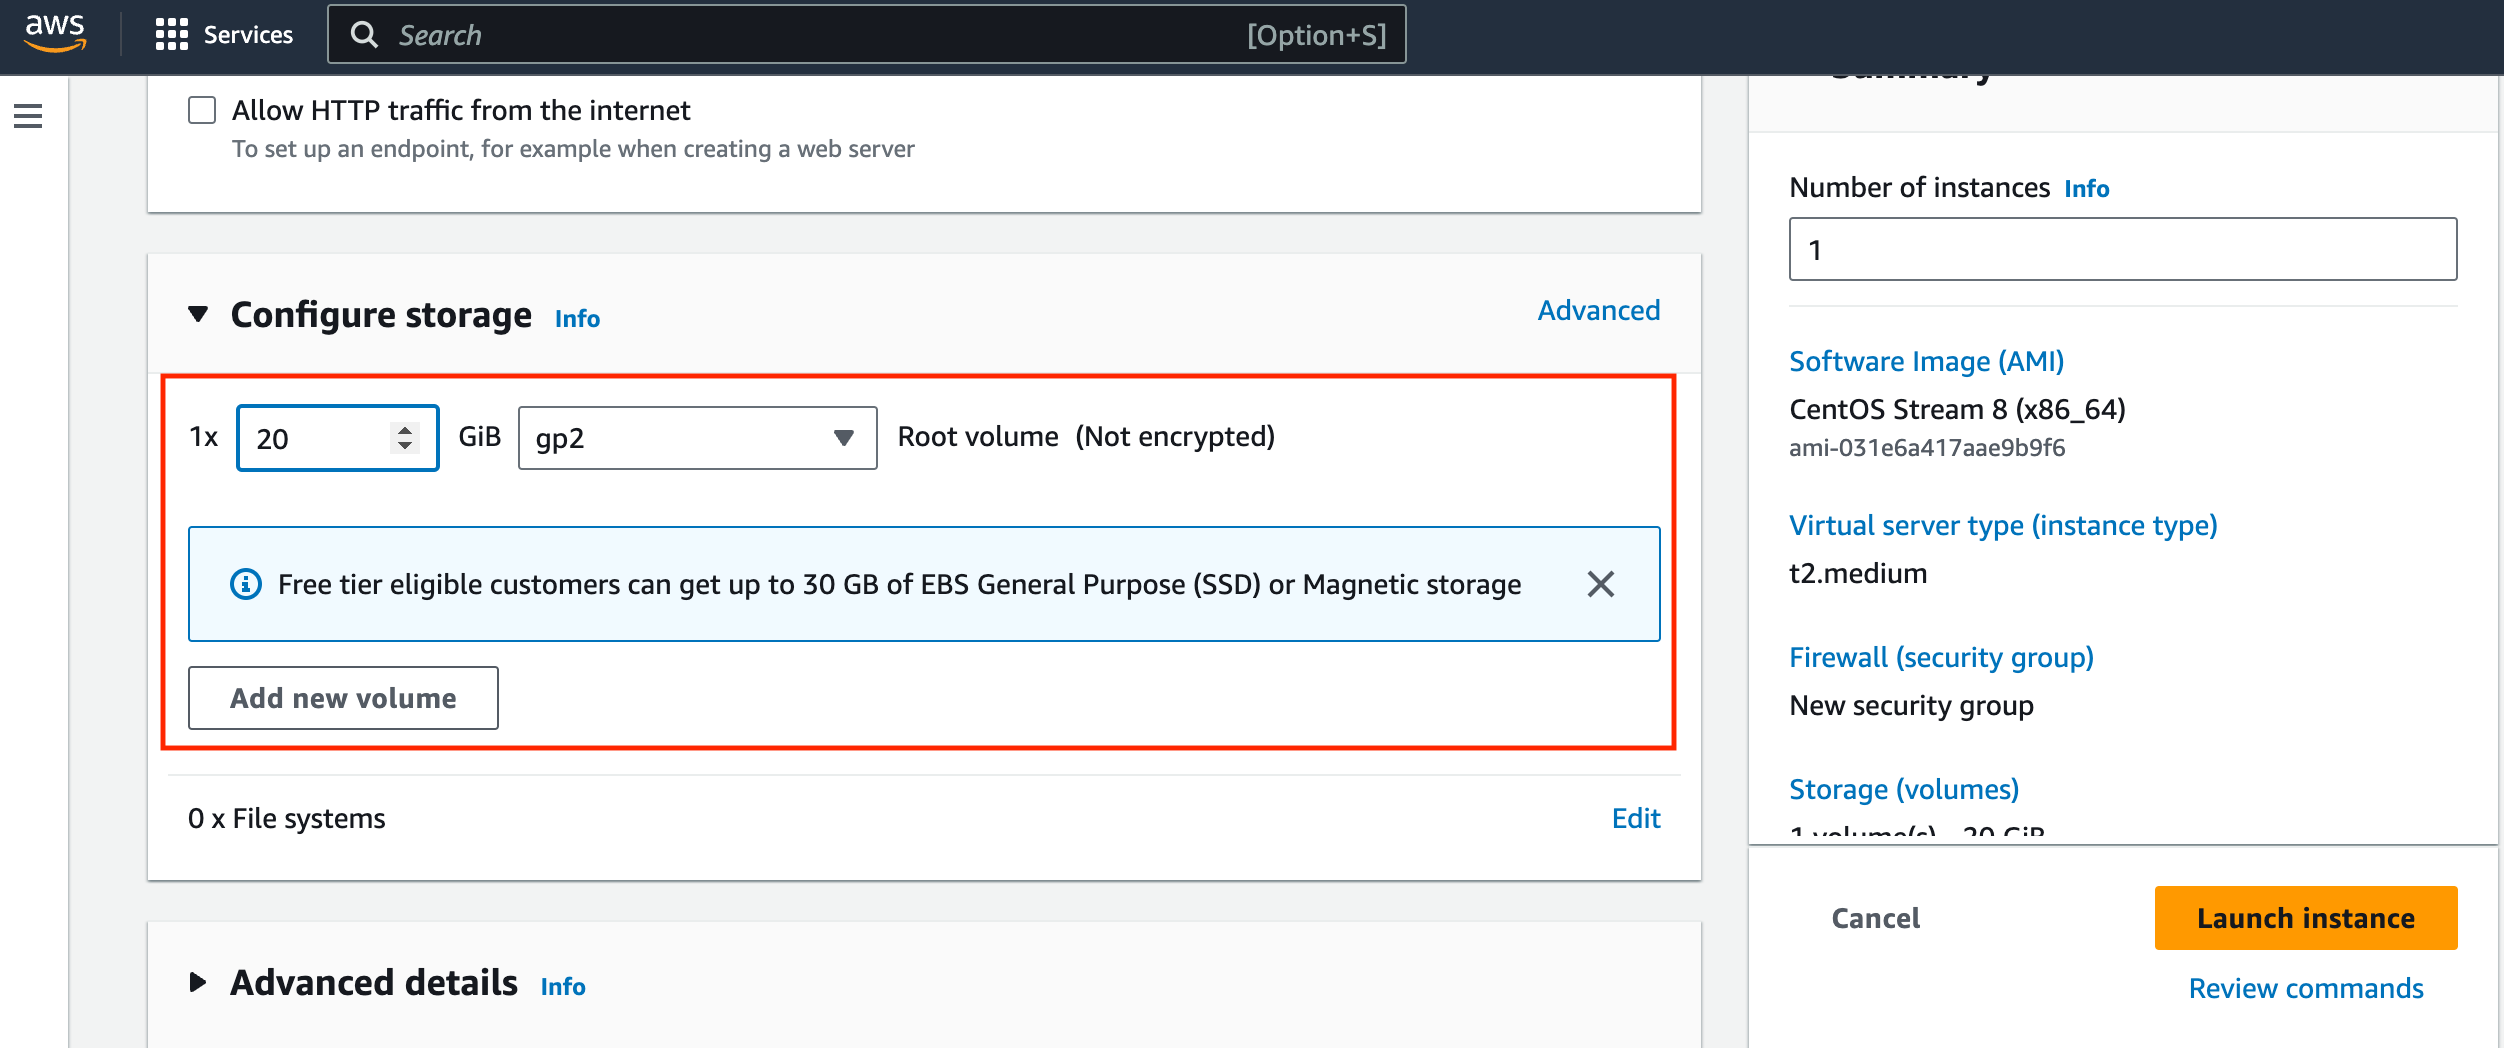 aws
Services
Search
[Option+S]
Allow HTTP traffic from the internet
To set up an endpoint, for example when creating a web server
Configure storage Info
Advanced
1x
20
GiB
gp2
Root volume (Not encrypted)
Free tier eligible customers can get up to 30 GB of EBS General Purpose (SSD) or Magnetic storage
Add new volume
0 x File systems
Edit
Advanced details Info
Summary
Number of instances Info
1
Software Image (AMI)
CentOS Stream 8 (x86_64)
ami-031e6a417aae9b9f6
Virtual server type (instance type)
t2.medium
Firewall (security group)
New security group
Storage (volumes)
1 volume(s) - 20 GiB
Cancel
Launch instance
Review commands